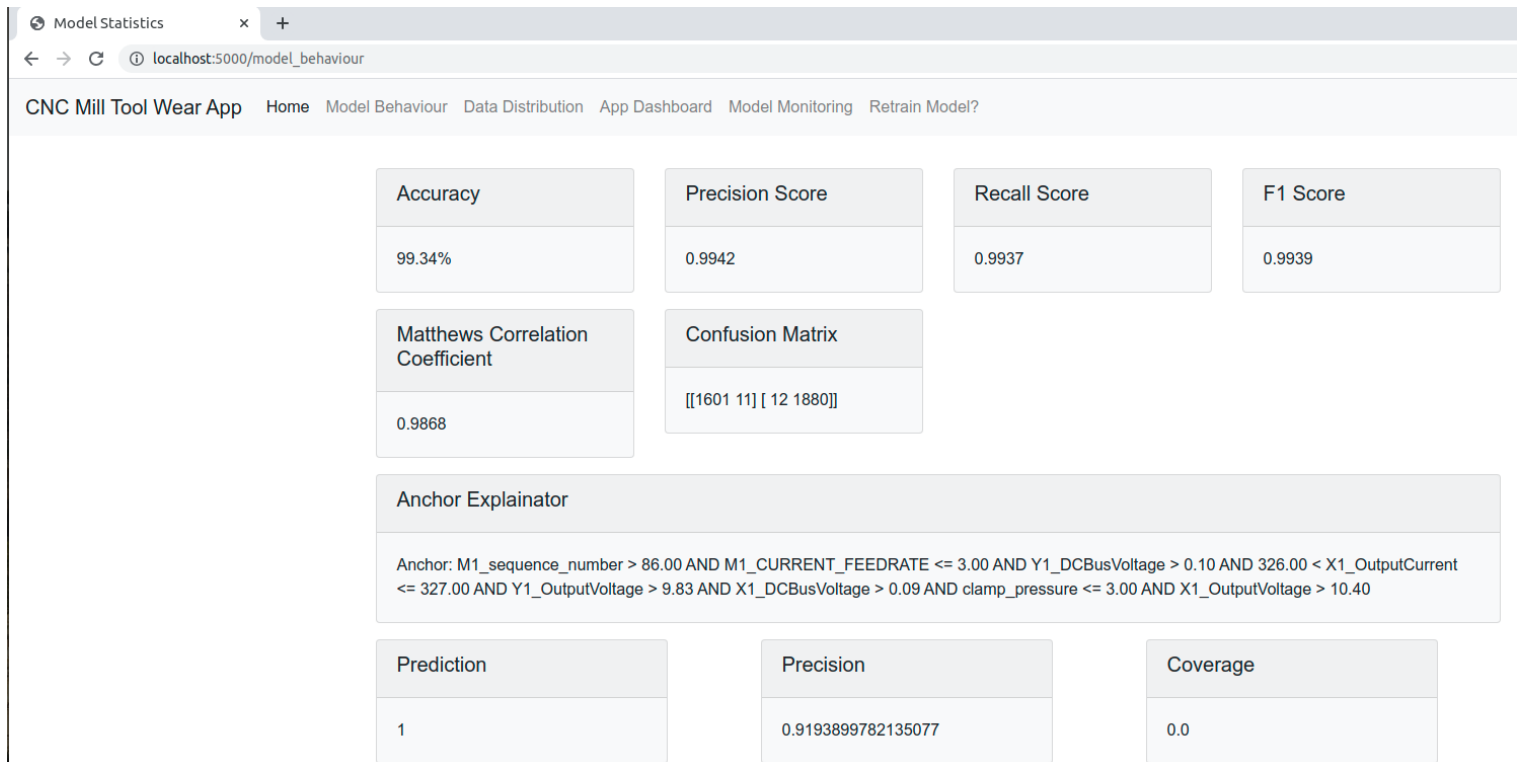 Model Statistics
localhost:5000/model_behaviour
CNC Mill Tool Wear App Home Model Behaviour Data Distribution App Dashboard Model Monitoring Retrain Model?
Accuracy
99.34%
Precision Score
0.9942
Recall Score
0.9937
F1 Score
0.9939
Matthews Correlation
Coefficient
0.9868
Confusion Matrix
[[1601 11] [ 12 1880]]
Anchor Explainator
Anchor: M1_sequence_number > 86.00 AND M1_CURRENT_FEEDRATE <= 3.00 AND Y1_DCBusVoltage > 0.10 AND 326.00 < X1_OutputCurrent
<= 327.00 AND Y1_OutputVoltage > 9.83 AND X1_DCBusVoltage > 0.09 AND clamp_pressure <= 3.00 AND X1_OutputVoltage > 10.40
Prediction
1
Precision
0.9193899782135077
Coverage
0.0